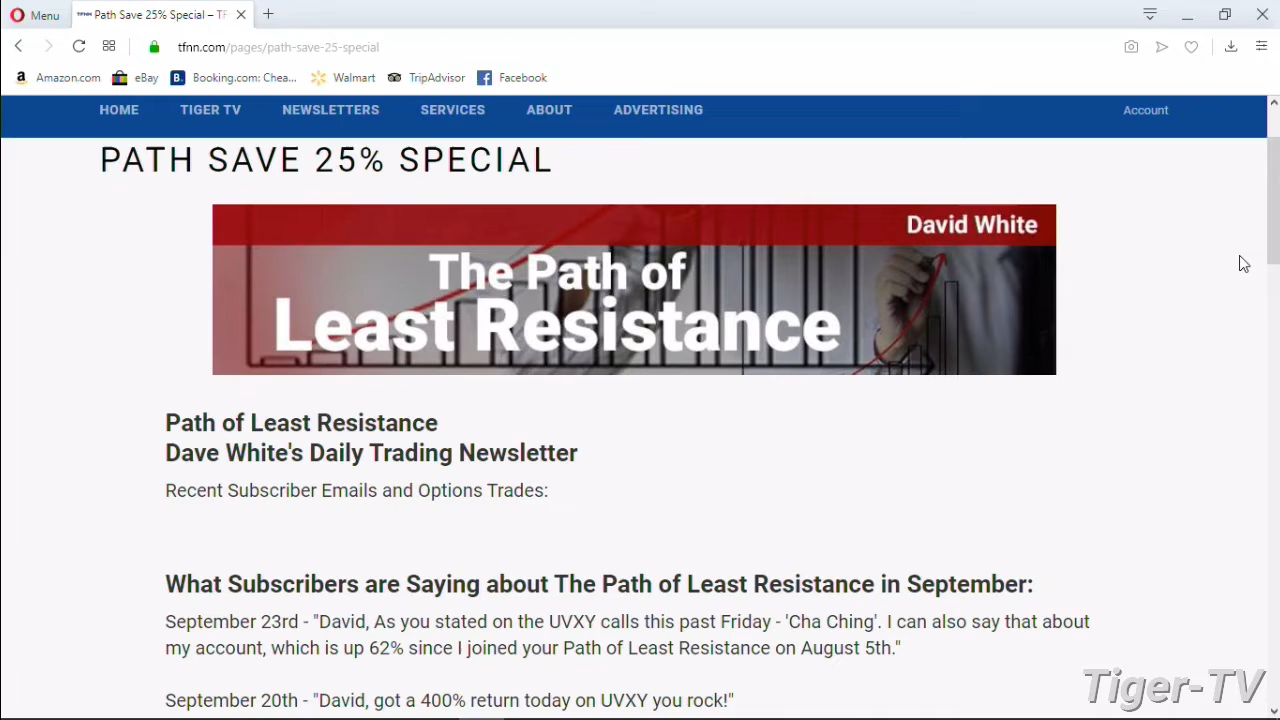 Menu
Path Save 25% Special – TF
tfnn.com/pages/path-save-25-special
Amazon.com eBay Booking.com: Chea... Walmart TripAdvisor Facebook
HOME TIGER TV NEWSLETTERS SERVICES ABOUT ADVERTISING Account
PATH SAVE 25% SPECIAL
David White
The Path of
Least Resistance
Path of Least Resistance
Dave White's Daily Trading Newsletter
Recent Subscriber Emails and Options Trades:
What Subscribers are Saying about The Path of Least Resistance in September:
September 23rd - "David, As you stated on the UVXY calls this past Friday - 'Cha Ching'. I can also say that about
my account, which is up 62% since I joined your Path of Least Resistance on August 5th."
September 20th - "David, got a 400% return today on UVXY you rock!"
Tiger-TV